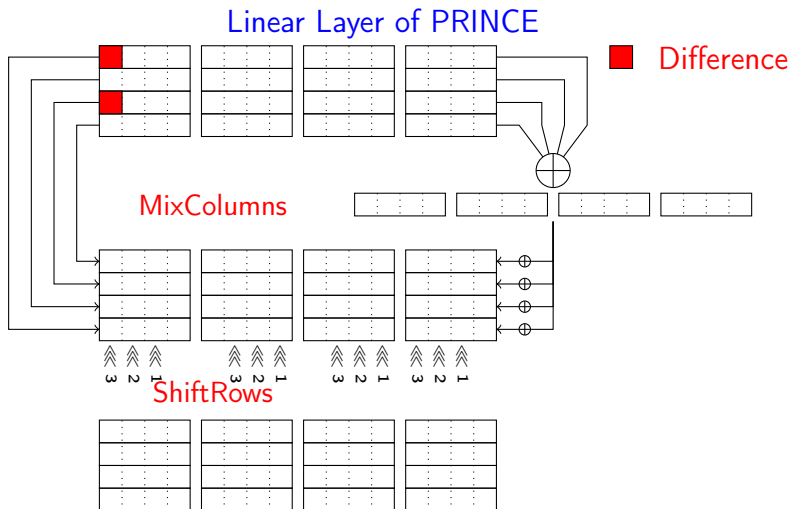 Linear Layer of PRINCE
Difference
MixColumns
3 2 1 3 2 1 3 2 1 3 2 1
ShiftRows